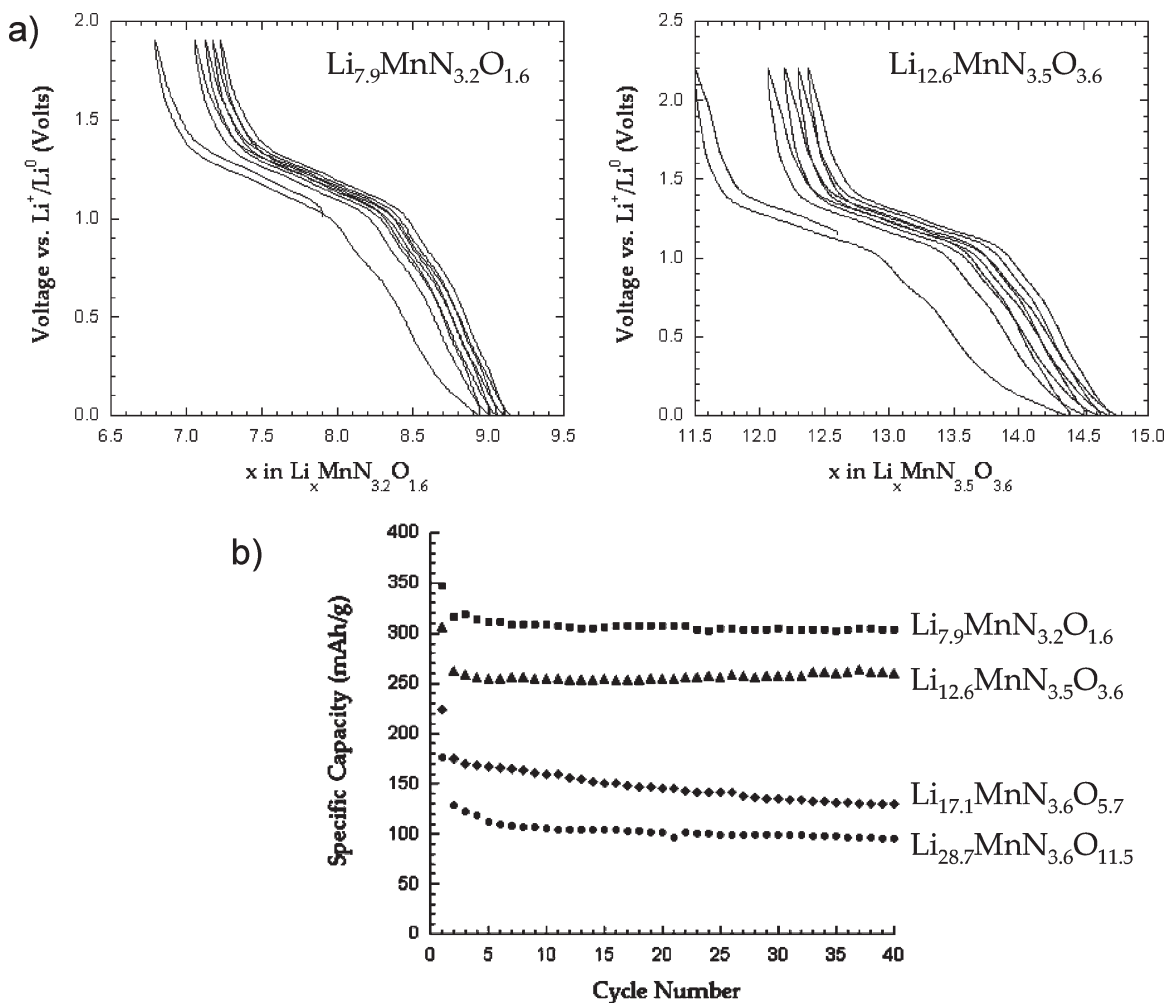 a)
Li7.9MnN3.2O1.6
Voltage vs. Li+/Li0 (Volts)
2.0
1.5
1.0
0.5
0.0
6.5 7.0 7.5 8.0 8.5 9.0 9.5
x in LixMnN3.2O1.6
Li12.6MnN3.5O3.6
Voltage vs. Li+/Li0 (Volts)
2.5
2.0
1.5
1.0
0.5
0.0
11.5 12.0 12.5 13.0 13.5 14.0 14.5 15.0
x in LixMnN3.5O3.6
b)
Specific Capacity (mAh/g)
400
350
300
250
200
150
100
50
0
Li7.9MnN3.2O1.6
Li12.6MnN3.5O3.6
Li17.1MnN3.6O5.7
Li28.7MnN3.6O11.5
0 5 10 15 20 25 30 35 40
Cycle Number